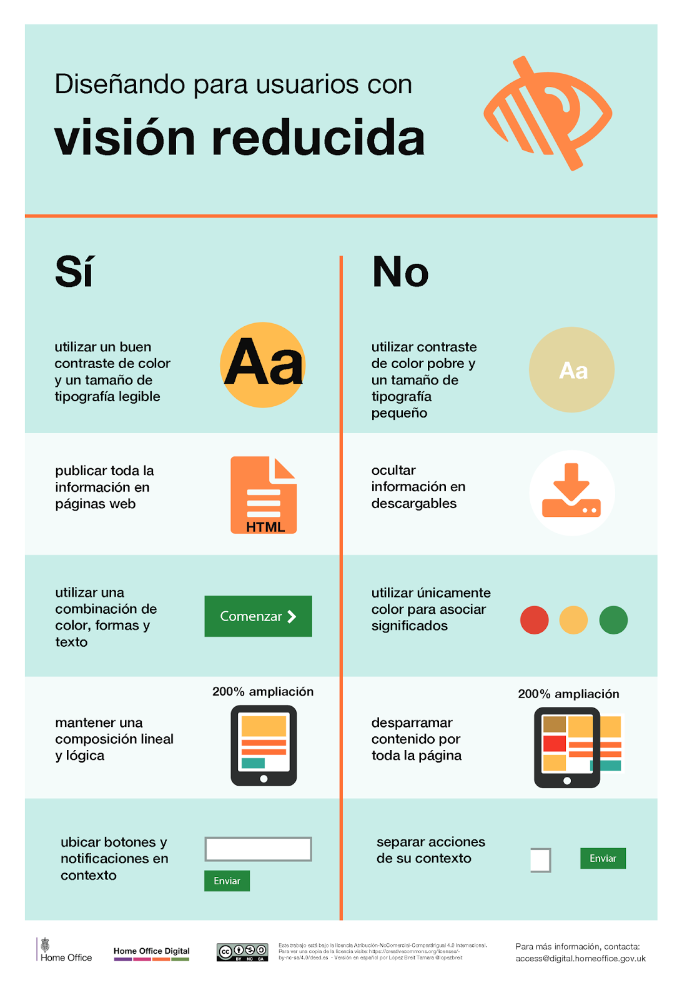 Diseñando para usuarios con
visión reducida
Sí
No
utilizar un buen
contraste de color
y un tamaño de
tipografía legible
Aa
utilizar contraste
de color pobre y
un tamaño de
tipografía
pequeño
Aa
publicar toda la
información en
páginas web
HTML
ocultar
información en
descargables
utilizar una
combinación de
color, formas y
texto
Comenzar
utilizar únicamente
color para asociar
significados
200% ampliación
mantener una
composición lineal
y lógica
200% ampliación
desparramar
contenido por
toda la página
ubicar botones y
notificaciones en
contexto
Enviar
separar acciones
de su contexto
Enviar
Home Office
Home Office Digital
cc
BY NC SA
Este trabajo está bajo la licencia Atribución-NoComercial-CompartirIgual 4.0 Internacional.
Para ver una copia de la licencia visite: https://creativecommons.org/licenses/-
by-nc-sa/4.0/deed.es - Versión en español por López Breit Tamara @lopezbreit
Para más información, contacta:
access@digital.homeoffice.gov.uk